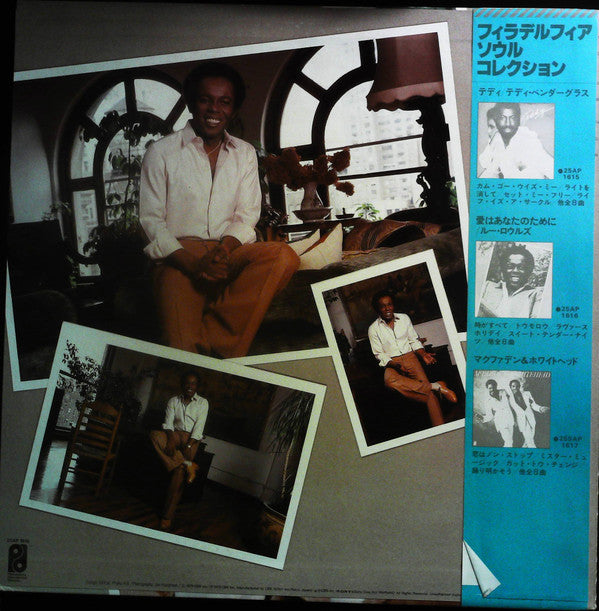 フィラデルフィア
ソウル
コレクション
テディ テディ・ペンダーグラス
●25AP
1615
カム・ゴー・ウイズ・ミー／ライトを
消して／セット・ミー・フリー／ライ
フ・イズ・ア・サークル／他全8曲
愛はあなたのために
／ルー・ロウルズ
●25AP
1616
時がすべて／トウモロウ／ラヴァース
ホリデイ／スイート・テンダー・ナイ
ツ／他全8曲
マクファデン&ホワイトヘッド
●25AP
1617
君はノン・ストップ／ミスター・ミュ
ージック／ガット・トウ・チェンジ
踊り明かそう／他全8曲
25AP 1616